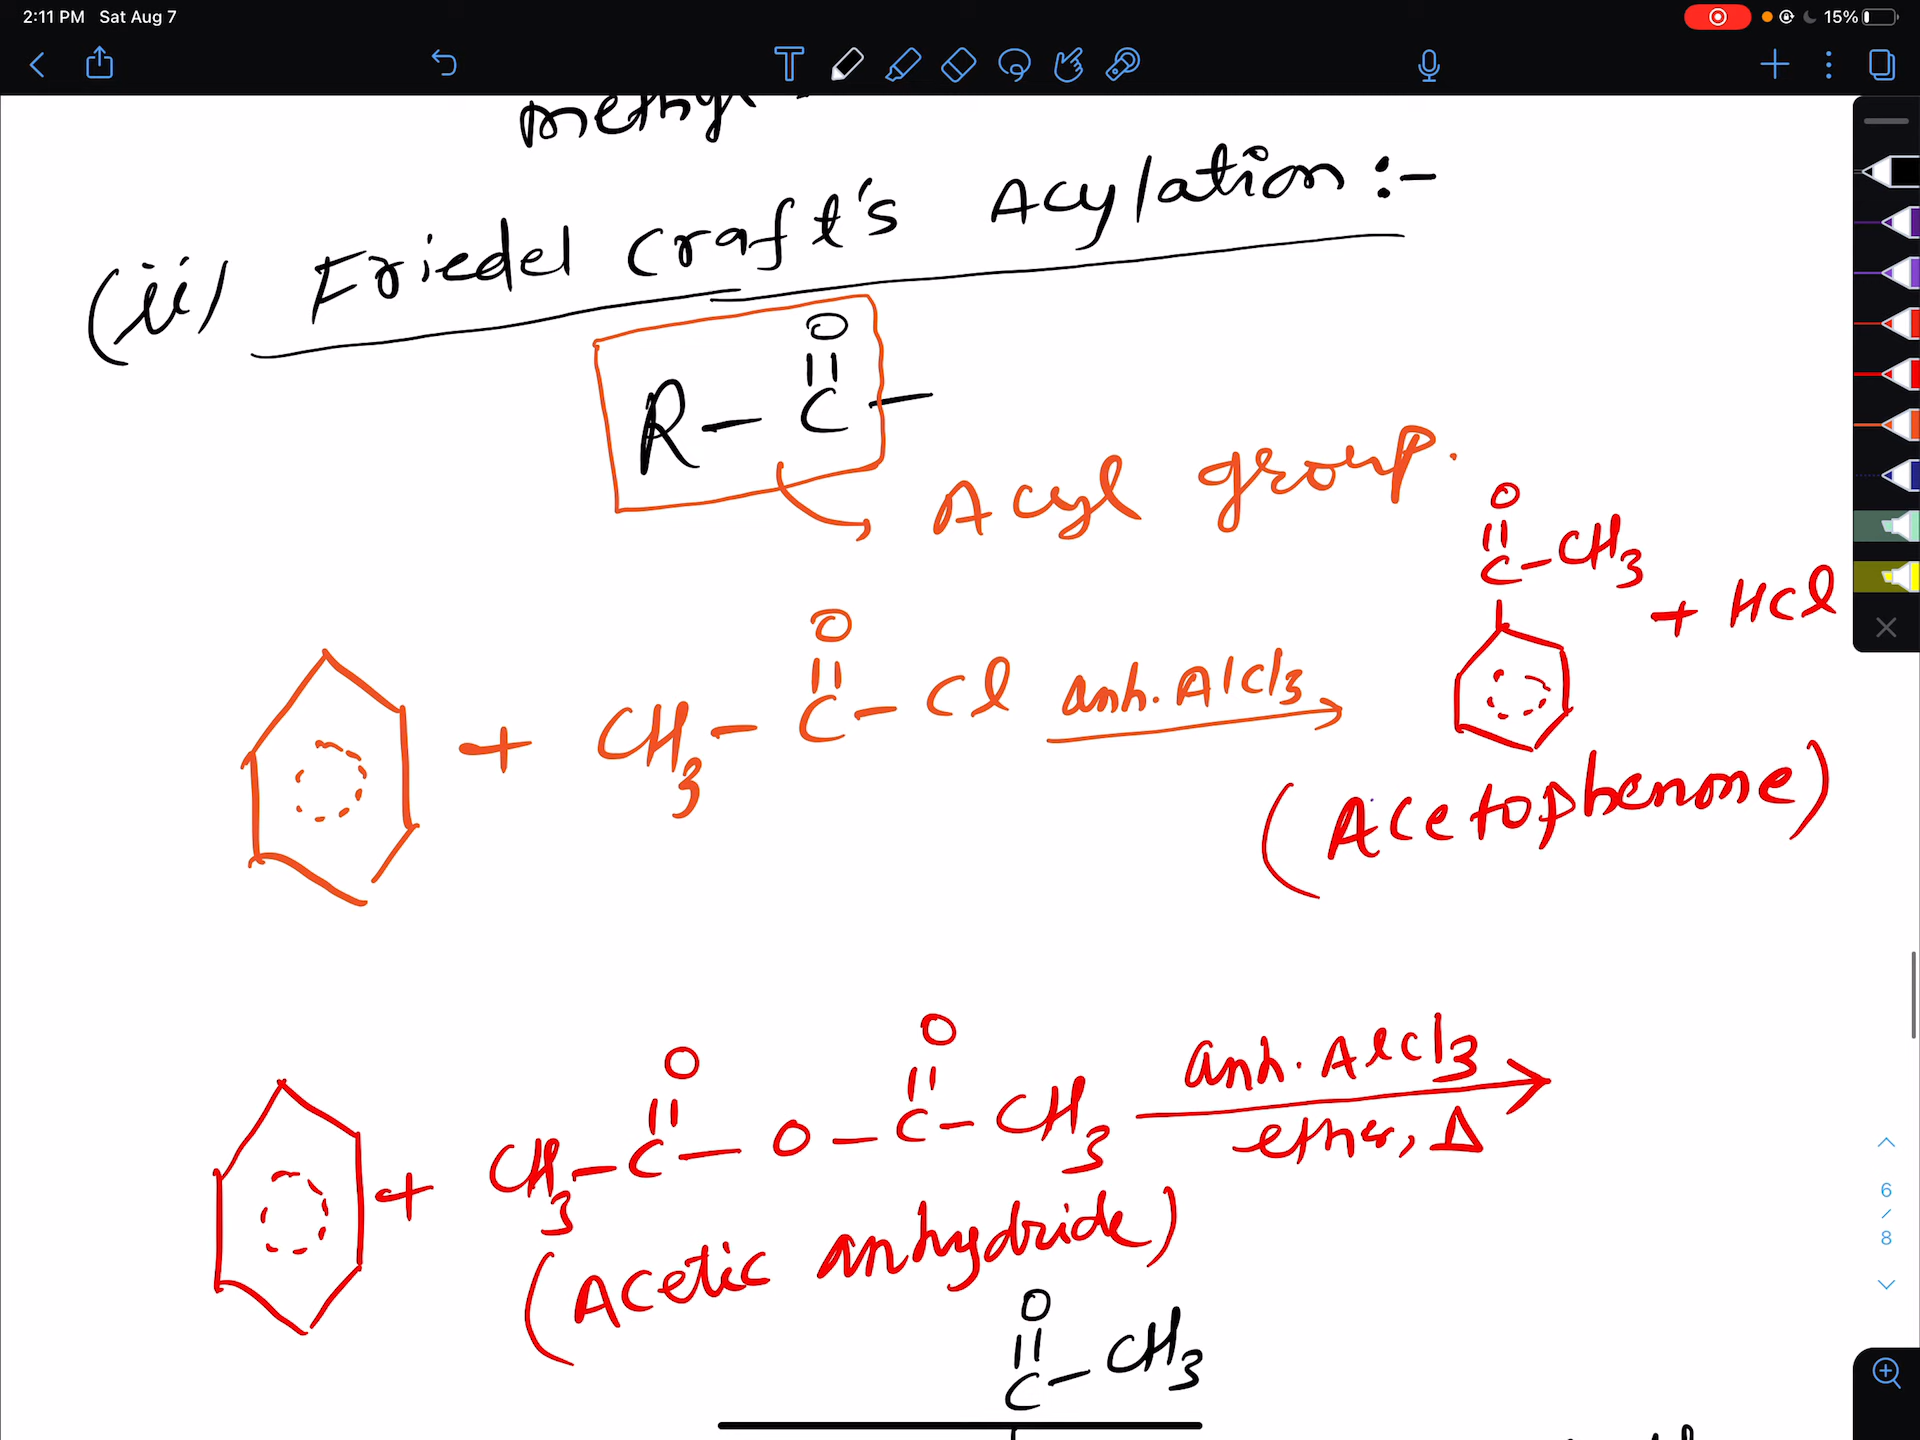 2:11 PM Sat Aug 7
15%
T
methyl
(ii) Friedel Craft's Acylation :-
O
||
R – C –
Acyl group.
O
||
C – CH3
+ HCl
O
||
+ CH3 – C – Cl anh. AlCl3
(Acetophenone)
O O
|| ||
+ CH3 – C – O – C – CH3 anh. AlCl3
ether, Δ
(Acetic anhydride)
O
||
C – CH3
6
/
8